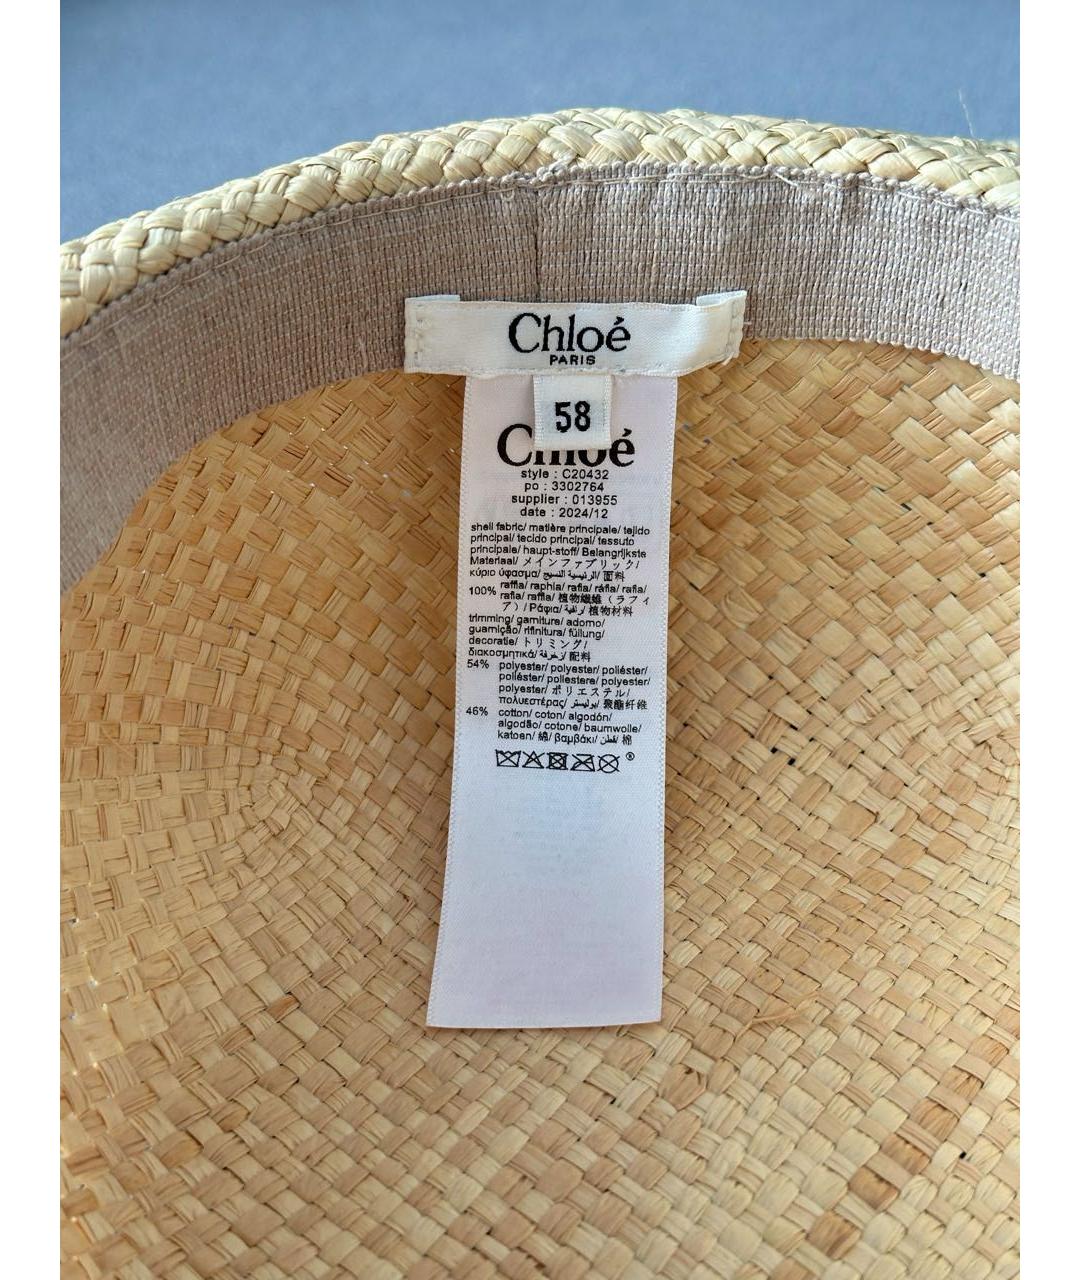 Chloé
PARIS
58
Chloé
style : C20432
po : 3302764
supplier : 013955
date : 2024/12
shell fabric/ matière principale/ tejido
principal/ tecido principal/ tessuto
principale/ haupt-stoff/ Belangrijkste
Materiaal/ メインファブリック/
κύριο ύφασμα/ الرئيسية النسيج/ 面料
100% raffia/ raphia/ rafia/ ráfia/ rafia/
rafia/ raffia/ 植物繊維（ラフィ
ア）/ Ράφια/ رافية/ 植物材料
trimming/ garniture/ adorno/
guarnição/ rifinitura/ füllung/
decoratie/ トリミング/
διακοσμητικά/ زخرفة/ 配料
54% polyester/ polyester/ poliéster/
poliéster/ poliestere/ polyester/
polyester/ ポリエステル/
πολυεστέρας/ بوليستر/ 聚酯纤维
46% cotton/ coton/ algodón/
algodão/ cotone/ baumwolle/
katoen/ 綿/ βαμβάκι/ قطن/ 棉